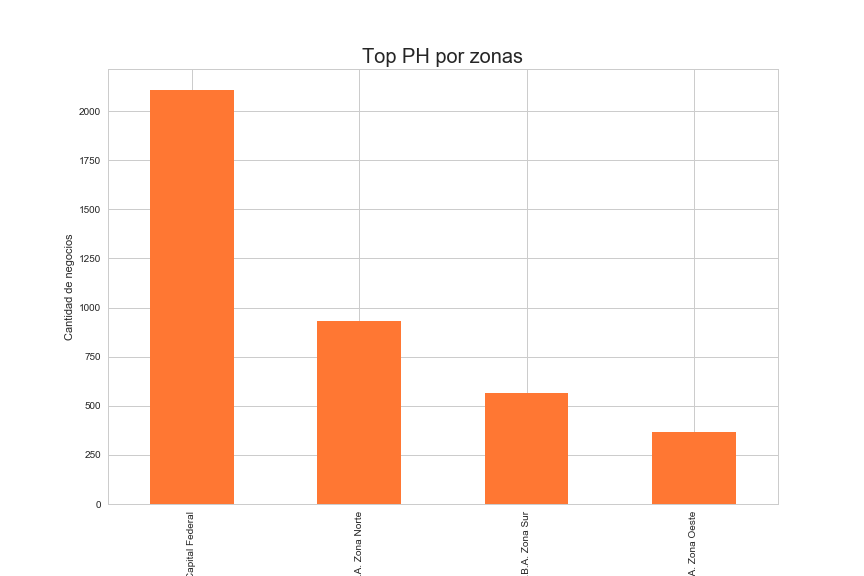 Top PH por zonas
Cantidad de negocios
2000
1750
1500
1250
1000
750
500
250
0
Capital Federal
.A. Zona Norte
B.A. Zona Sur
A. Zona Oeste